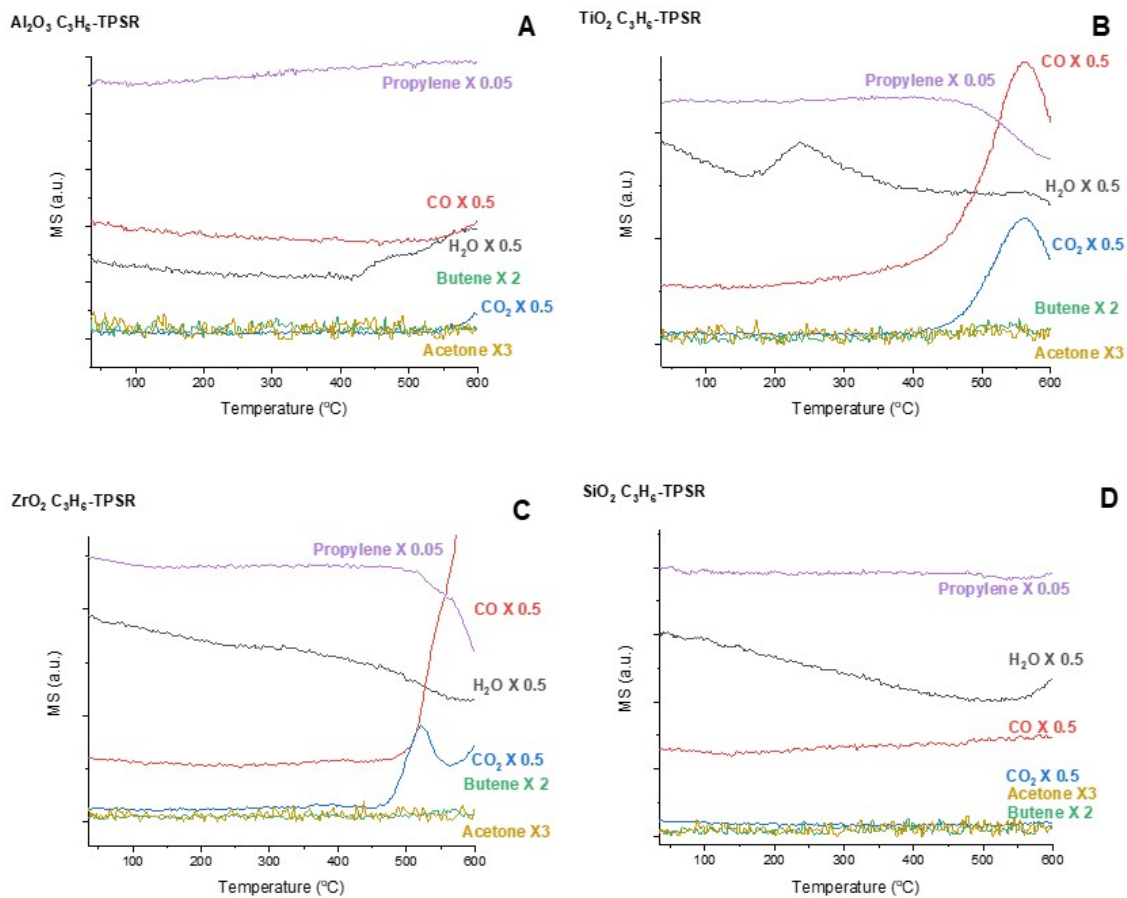 Al₂O₃ C₃H₆-TPSR
A
Propylene X 0.05
CO X 0.5
H₂O X 0.5
Butene X 2
CO₂ X 0.5
Acetone X3
MS (a.u.)
100 200 300 400 500 600
Temperature (ºC)
TiO₂ C₃H₆-TPSR
B
CO X 0.5
Propylene X 0.05
H₂O X 0.5
CO₂ X 0.5
Butene X 2
Acetone X3
MS (a.u.)
100 200 300 400 500 600
Temperature (ºC)
ZrO₂ C₃H₆-TPSR
C
Propylene X 0.05
CO X 0.5
H₂O X 0.5
CO₂ X 0.5
Butene X 2
Acetone X3
MS (a.u.)
100 200 300 400 500 600
Temperature (ºC)
SiO₂ C₃H₆-TPSR
D
Propylene X 0.05
H₂O X 0.5
CO X 0.5
CO₂ X 0.5
Acetone X3
Butene X 2
MS (a.u.)
100 200 300 400 500 600
Temperature (ºC)